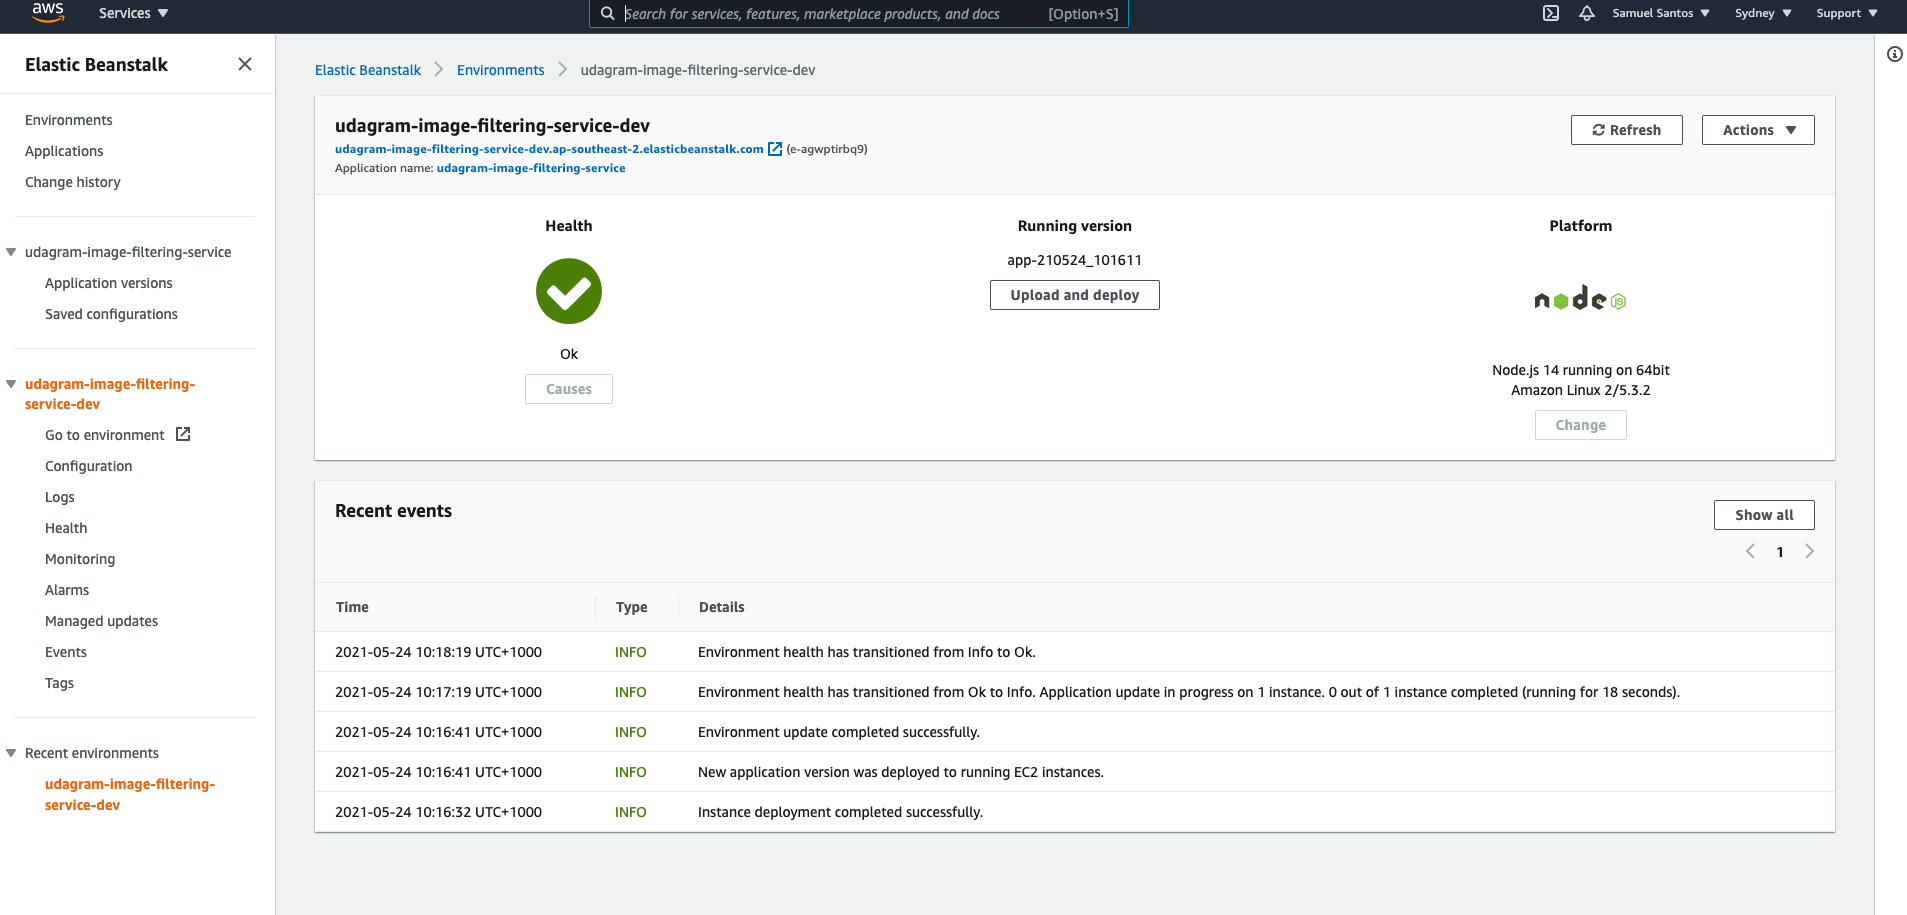 aws
Services
Search for services, features, marketplace products, and docs [Option+S]
Samuel Santos
Sydney
Support
Elastic Beanstalk
Environments
Applications
Change history
udagram-image-filtering-service
Application versions
Saved configurations
udagram-image-filtering-
service-dev
Go to environment
Configuration
Logs
Health
Monitoring
Alarms
Managed updates
Events
Tags
Recent environments
udagram-image-filtering-
service-dev
Elastic Beanstalk Environments udagram-image-filtering-service-dev
udagram-image-filtering-service-dev
udagram-image-filtering-service-dev.ap-southeast-2.elasticbeanstalk.com (e-agwptirbq9)
Application name: udagram-image-filtering-service
Refresh
Actions
Health
Ok
Causes
Running version
app-210524_101611
Upload and deploy
Platform
node JS
Node.js 14 running on 64bit
Amazon Linux 2/5.3.2
Change
Recent events
Show all
1
Time Type Details
2021-05-24 10:18:19 UTC+1000 INFO Environment health has transitioned from Info to Ok.
2021-05-24 10:17:19 UTC+1000 INFO Environment health has transitioned from Ok to Info. Application update in progress on 1 instance. 0 out of 1 instance completed (running for 18 seconds).
2021-05-24 10:16:41 UTC+1000 INFO Environment update completed successfully.
2021-05-24 10:16:41 UTC+1000 INFO New application version was deployed to running EC2 instances.
2021-05-24 10:16:32 UTC+1000 INFO Instance deployment completed successfully.